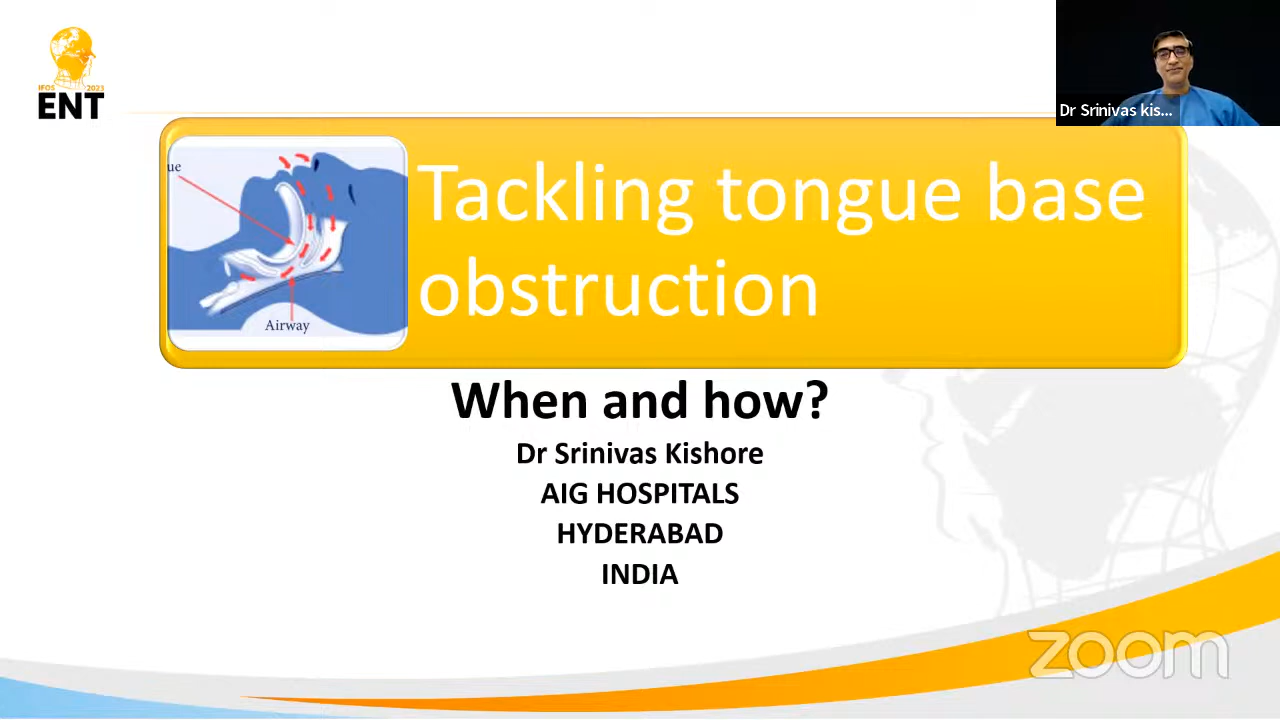 IFOS 2023
ENT
Dr Srinivas kis...
ue
Airway
Tackling tongue base
obstruction
When and how?
Dr Srinivas Kishore
AIG HOSPITALS
HYDERABAD
INDIA
zoom